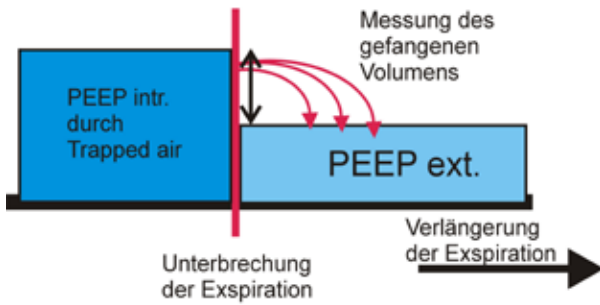 Messung des
gefangenen
Volumens
PEEP intr.
durch
Trapped air
PEEP ext.
Verlängerung
der Exspiration
Unterbrechung
der Exspiration